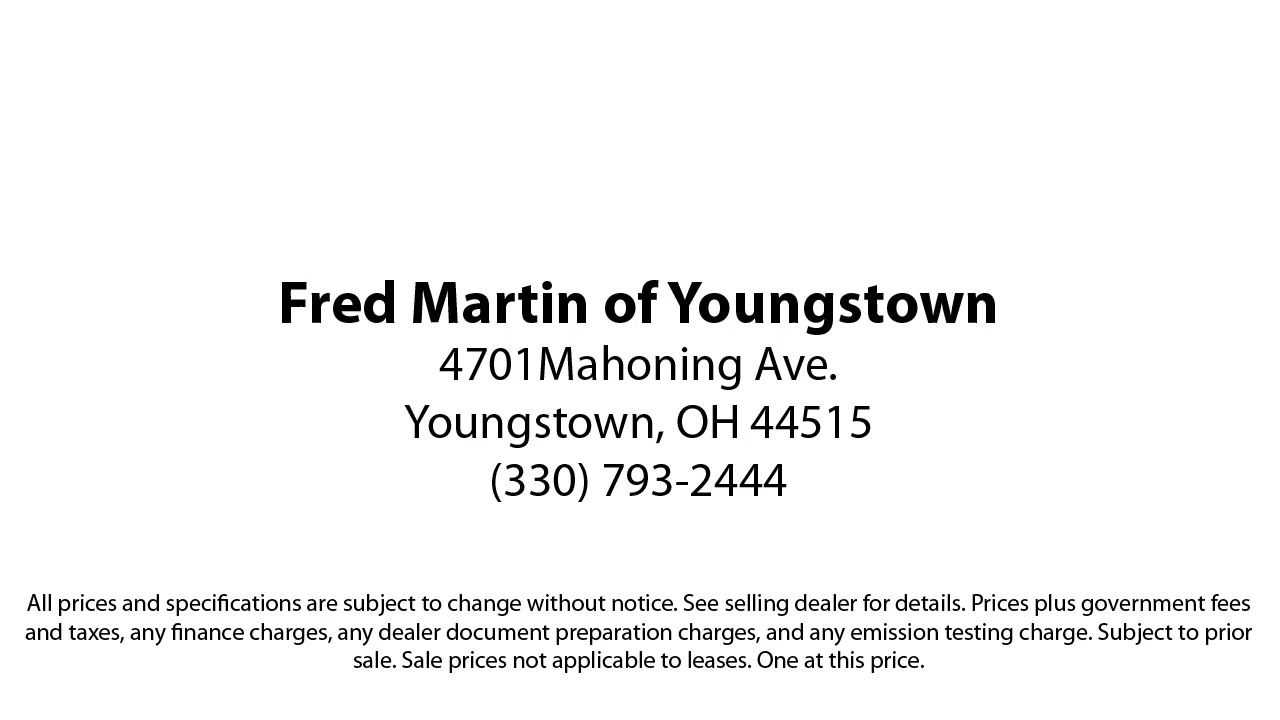 Fred Martin of Youngstown
4701Mahoning Ave.
Youngstown, OH 44515
(330) 793-2444
All prices and specifications are subject to change without notice. See selling dealer for details. Prices plus government fees
and taxes, any finance charges, any dealer document preparation charges, and any emission testing charge. Subject to prior
sale. Sale prices not applicable to leases. One at this price.